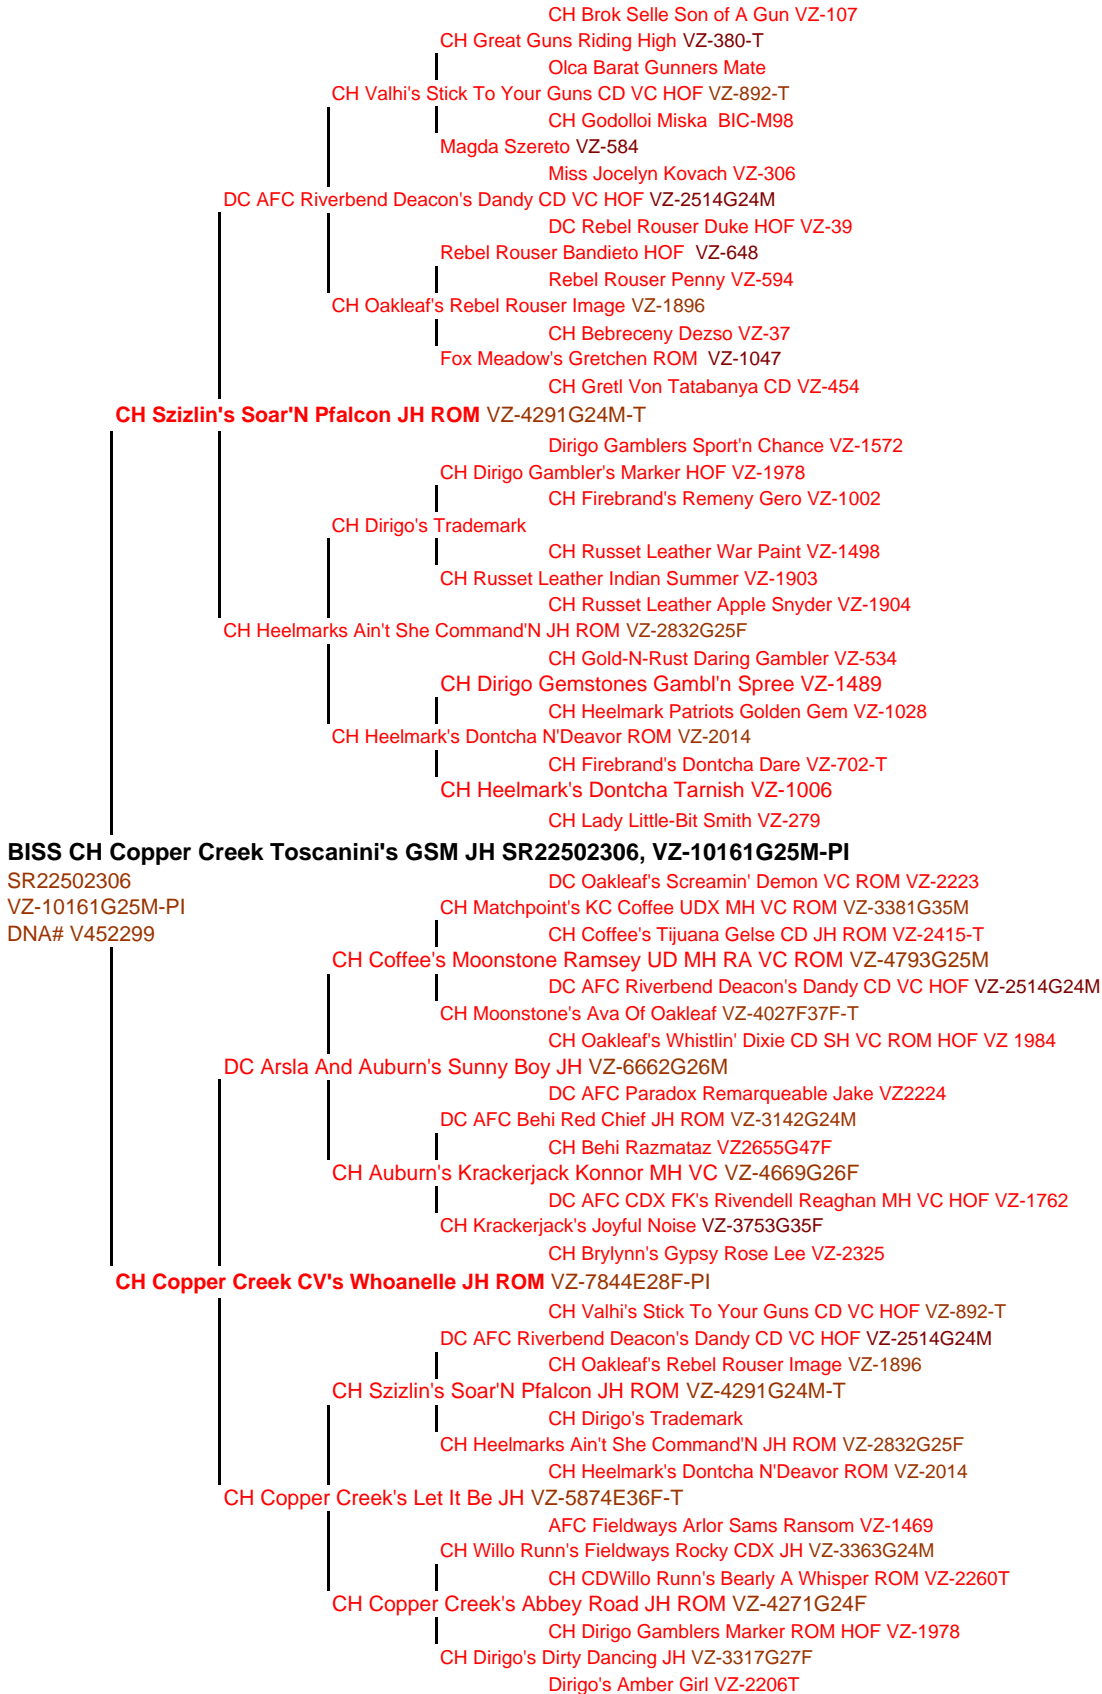 CH Brok Selle Son of A Gun VZ-107
CH Great Guns Riding High VZ-380-T
Olca Barat Gunners Mate
CH Valhi's Stick To Your Guns CD VC HOF VZ-892-T
CH Godolloi Miska BIC-M98
Magda Szereto VZ-584
Miss Jocelyn Kovach VZ-306
DC AFC Riverbend Deacon's Dandy CD VC HOF VZ-2514G24M
DC Rebel Rouser Duke HOF VZ-39
Rebel Rouser Bandieto HOF VZ-648
Rebel Rouser Penny VZ-594
CH Oakleaf's Rebel Rouser Image VZ-1896
CH Bebreceny Dezso VZ-37
Fox Meadow's Gretchen ROM VZ-1047
CH Gretl Von Tatabanya CD VZ-454
CH Szizlin's Soar'N Pfalcon JH ROM VZ-4291G24M-T
Dirigo Gamblers Sport'n Chance VZ-1572
CH Dirigo Gambler's Marker HOF VZ-1978
CH Firebrand's Remeny Gero VZ-1002
CH Dirigo's Trademark
CH Russet Leather War Paint VZ-1498
CH Russet Leather Indian Summer VZ-1903
CH Russet Leather Apple Snyder VZ-1904
CH Heelmarks Ain't She Command'N JH ROM VZ-2832G25F
CH Gold-N-Rust Daring Gambler VZ-534
CH Dirigo Gemstones Gambl'n Spree VZ-1489
CH Heelmark Patriots Golden Gem VZ-1028
CH Heelmark's Dontcha N'Deavor ROM VZ-2014
CH Firebrand's Dontcha Dare VZ-702-T
CH Heelmark's Dontcha Tarnish VZ-1006
CH Lady Little-Bit Smith VZ-279
BISS CH Copper Creek Toscanini's GSM JH SR22502306, VZ-10161G25M-PI
SR22502306
DC Oakleaf's Screamin' Demon VC ROM VZ-2223
VZ-10161G25M-PI
CH Matchpoint's KC Coffee UDX MH VC ROM VZ-3381G35M
DNA# V452299
CH Coffee's Tijuana Gelse CD JH ROM VZ-2415-T
CH Coffee's Moonstone Ramsey UD MH RA VC ROM VZ-4793G25M
DC AFC Riverbend Deacon's Dandy CD VC HOF VZ-2514G24M
CH Moonstone's Ava Of Oakleaf VZ-4027F37F-T
CH Oakleaf's Whistlin' Dixie CD SH VC ROM HOF VZ 1984
DC Arsla And Auburn's Sunny Boy JH VZ-6662G26M
DC AFC Paradox Remarqueable Jake VZ2224
DC AFC Behi Red Chief JH ROM VZ-3142G24M
CH Behi Razmataz VZ2655G47F
CH Auburn's Krackerjack Konnor MH VC VZ-4669G26F
DC AFC CDX FK's Rivendell Reaghan MH VC HOF VZ-1762
CH Krackerjack's Joyful Noise VZ-3753G35F
CH Brylynn's Gypsy Rose Lee VZ-2325
CH Copper Creek CV's Whoanelle JH ROM VZ-7844E28F-PI
CH Valhi's Stick To Your Guns CD VC HOF VZ-892-T
DC AFC Riverbend Deacon's Dandy CD VC HOF VZ-2514G24M
CH Oakleaf's Rebel Rouser Image VZ-1896
CH Szizlin's Soar'N Pfalcon JH ROM VZ-4291G24M-T
CH Dirigo's Trademark
CH Heelmarks Ain't She Command'N JH ROM VZ-2832G25F
CH Heelmark's Dontcha N'Deavor ROM VZ-2014
CH Copper Creek's Let It Be JH VZ-5874E36F-T
AFC Fieldways Arlor Sams Ransom VZ-1469
CH Willo Runn's Fieldways Rocky CDX JH VZ-3363G24M
CH CDWillo Runn's Bearly A Whisper ROM VZ-2260T
CH Copper Creek's Abbey Road JH ROM VZ-4271G24F
CH Dirigo Gamblers Marker ROM HOF VZ-1978
CH Dirigo's Dirty Dancing JH VZ-3317G27F
Dirigo's Amber Girl VZ-2206T